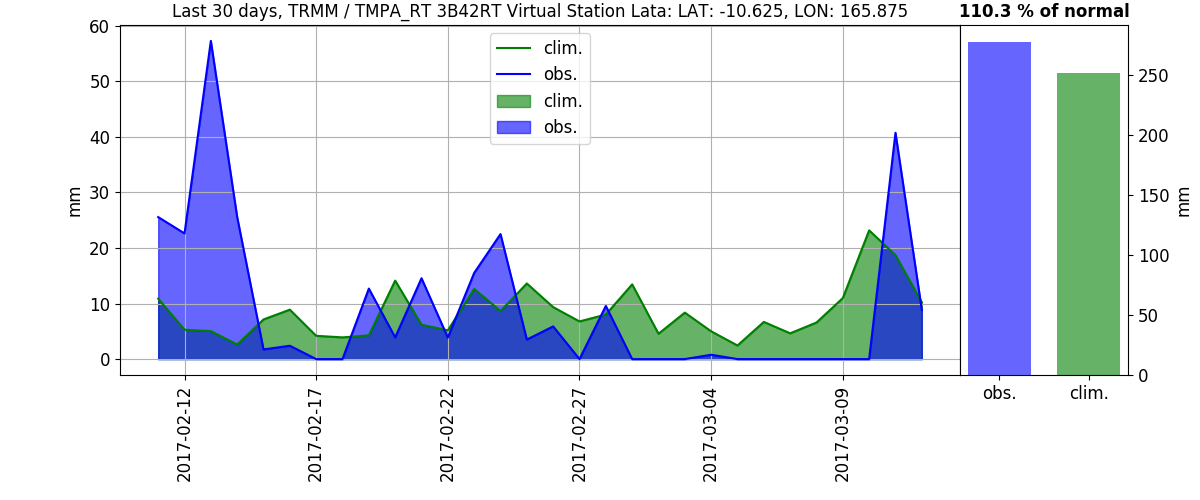 Last 30 days, TRMM / TMPA_RT 3B42RT Virtual Station Lata: LAT: -10.625, LON: 165.875
110.3 % of normal
60
50
40
30
20
10
0
mm
clim.
obs.
clim.
obs.
2017-02-12
2017-02-17
2017-02-22
2017-02-27
2017-03-04
2017-03-09
250
200
150
100
50
0
mm
obs.
clim.